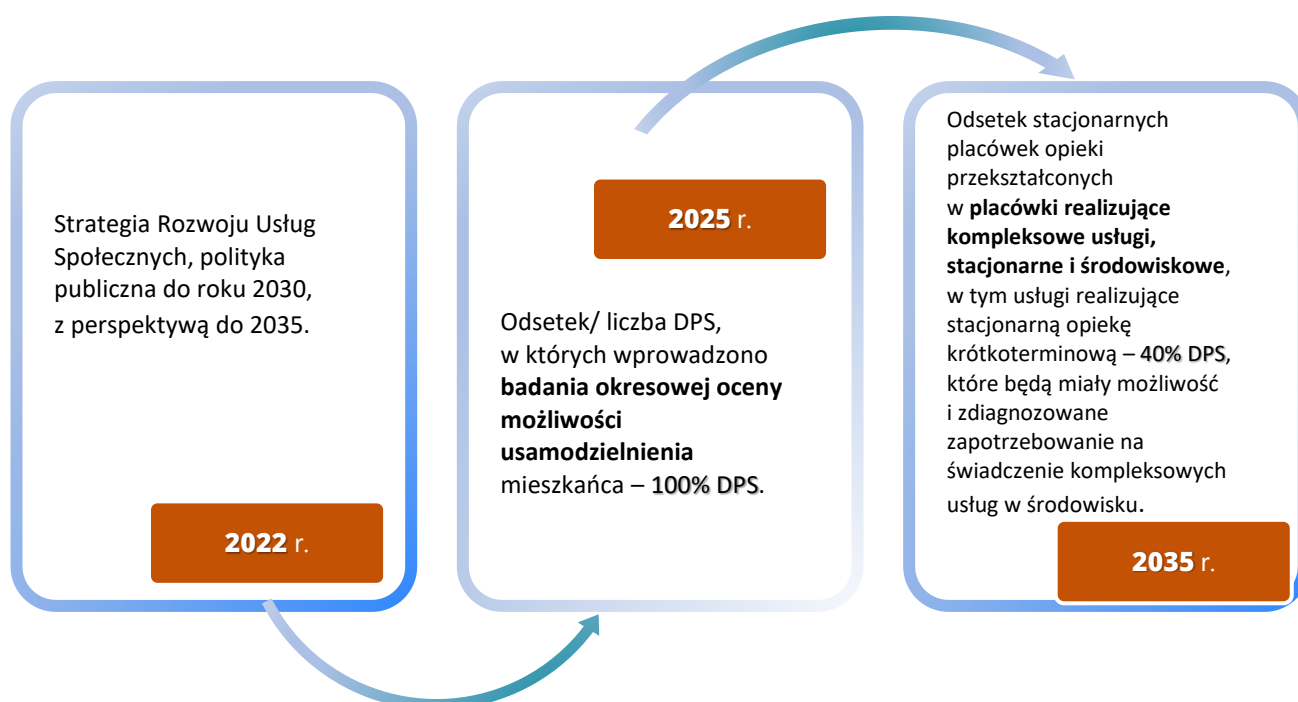 Strategia Rozwoju Usług
Społecznych, polityka
publiczna do roku 2030,
z perspektywą do 2035.
2022 r.
2025 r.
Odsetek/ liczba DPS,
w których wprowadzono
badania okresowej oceny
możliwości
usamodzielnienia
mieszkańca – 100% DPS.
Odsetek stacjonarnych
placówek opieki
przekształconych
w placówki realizujące
kompleksowe usługi,
stacjonarne i środowiskowe,
w tym usługi realizujące
stacjonarną opiekę
krótkoterminową – 40% DPS,
które będą miały możliwość
i zdiagnozowane
zapotrzebowanie na
świadczenie kompleksowych
usług w środowisku.
2035 r.